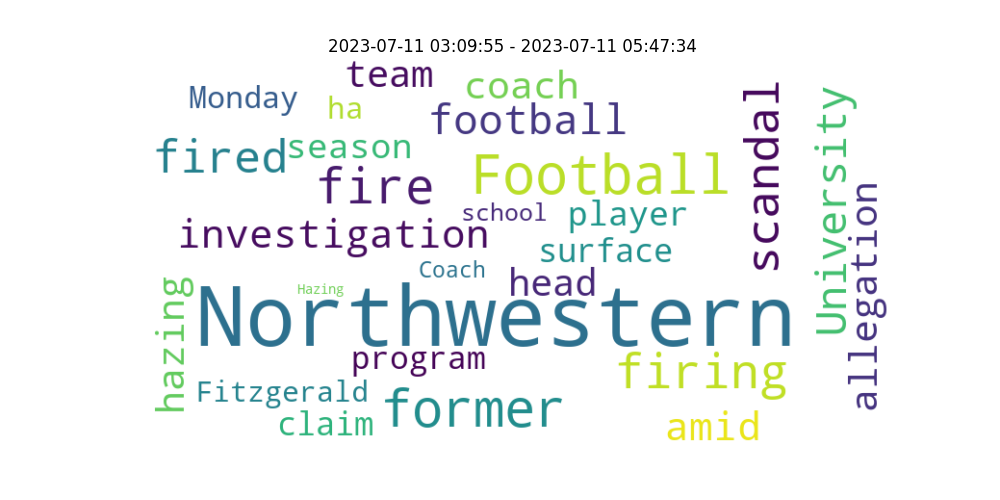 2023-07-11 03:09:55 - 2023-07-11 05:47:34
team
coach
Monday
ha
football
scandal
University
fired
season
Football
fire
school
player
investigation
surface
allegation
Coach
head
hazing
Hazing
Northwestern
program
firing
Fitzgerald
former
claim
amid